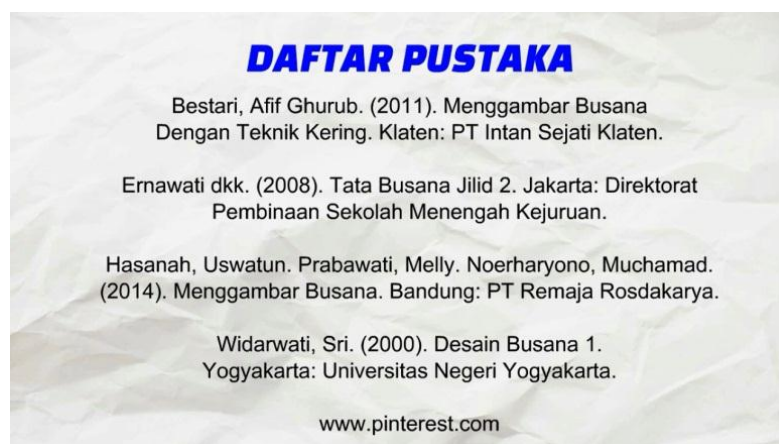 DAFTAR PUSTAKA
Bestari, Afif Ghurub. (2011). Menggambar Busana
Dengan Teknik Kering. Klaten: PT Intan Sejati Klaten.
Ernawati dkk. (2008). Tata Busana Jilid 2. Jakarta: Direktorat
Pembinaan Sekolah Menengah Kejuruan.
Hasanah, Uswatun. Prabawati, Melly. Noerharyono, Muchamad.
(2014). Menggambar Busana. Bandung: PT Remaja Rosdakarya.
Widarwati, Sri. (2000). Desain Busana 1.
Yogyakarta: Universitas Negeri Yogyakarta.
www.pinterest.com